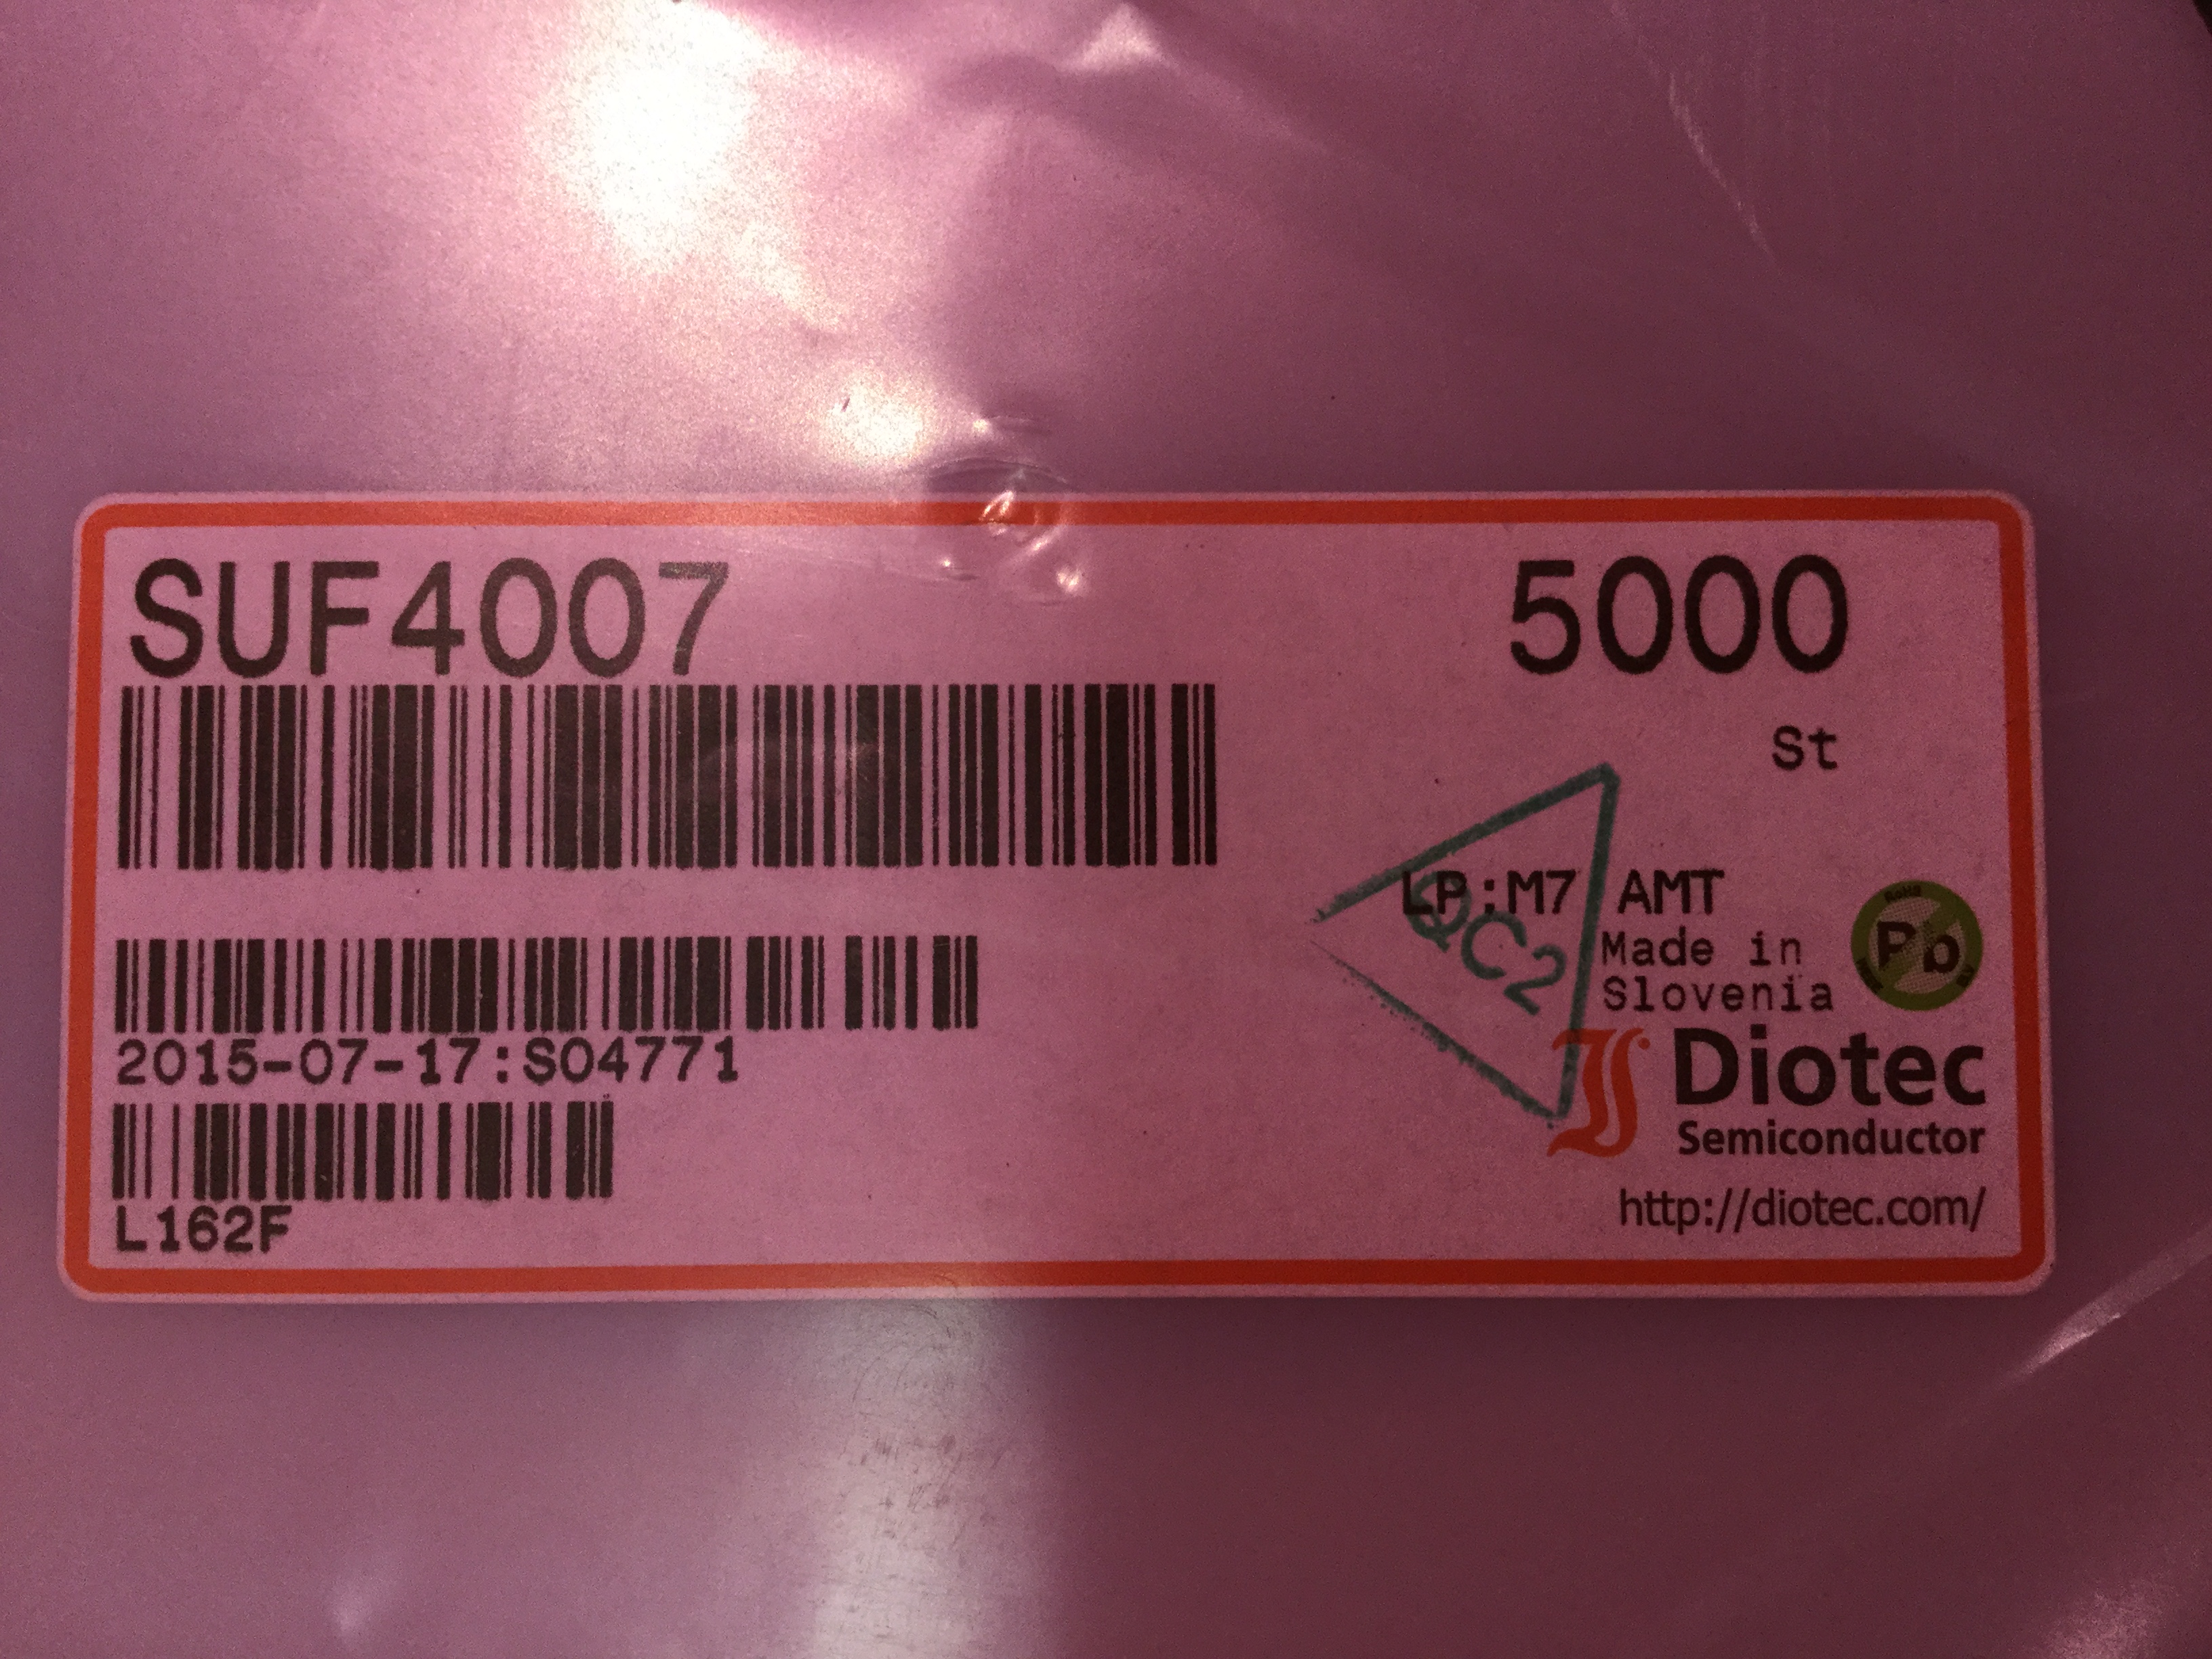 SUF4007
5000
St
LP:M7 AMT
QC2
Made in
Slovenia
Pb
2015-07-17:S04771
Diotec
Semiconductor
L162F
http://diotec.com/